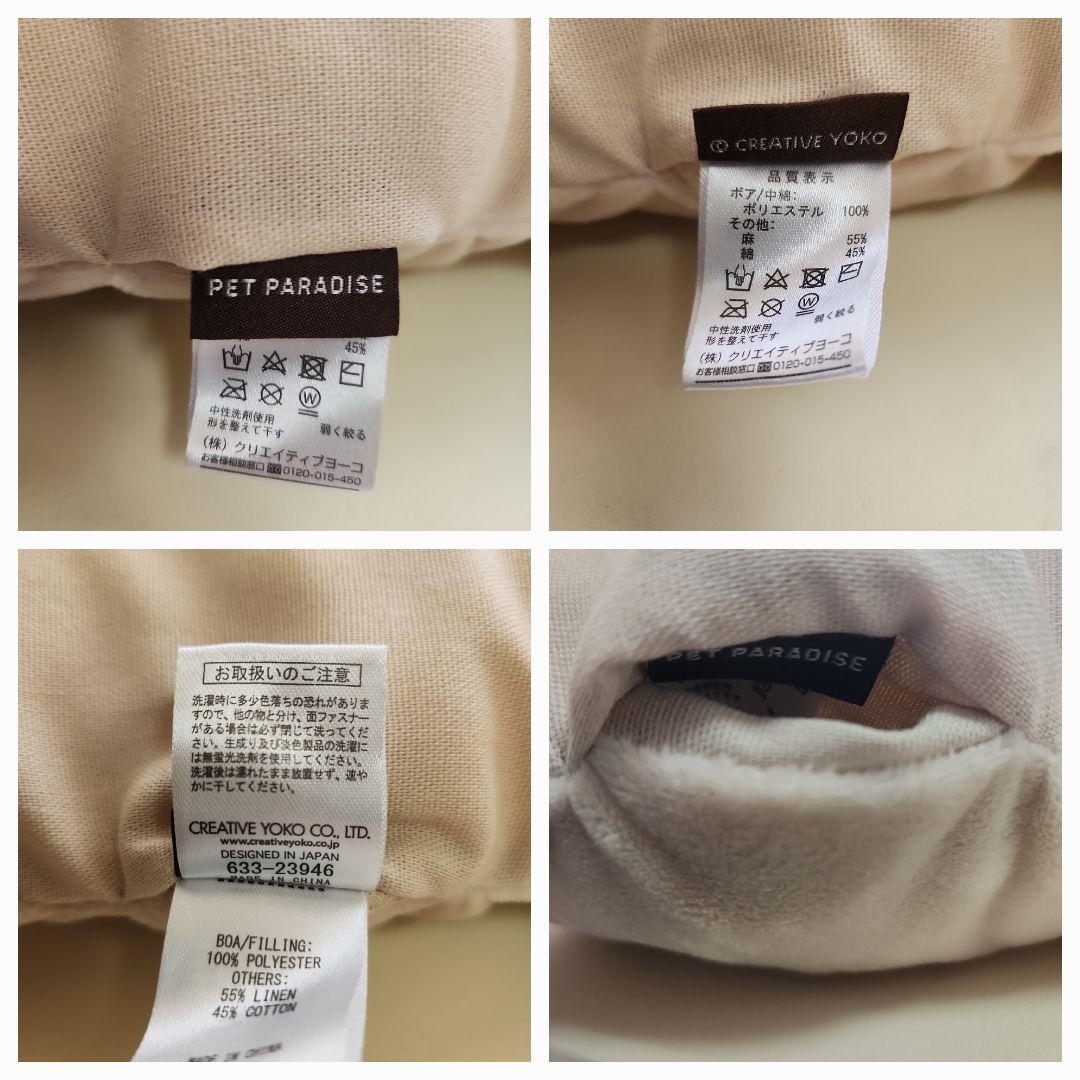 PET PARADISE
45%
中性洗剤使用
形を整えて干す
弱く絞る
(株) クリエイティブヨーコ
お客様相談窓口 0120-015-450
© CREATIVE YOKO
品質表示
ボア/中綿:
ポリエステル 100%
その他:
麻 55%
綿 45%
W
中性洗剤使用
形を整えて干す
弱く絞る
(株) クリエイティブヨーコ
お客様相談窓口 0120-015-450
お取扱いのご注意
洗濯時に多少色落ちの恐れがありま
すので、他の物と分け、面ファスナー
がある場合は必ず閉じて洗ってくだ
さい。生成り及び淡色製品の洗濯に
は無蛍光洗剤を使用してください。
洗濯後は濡れたまま放置せず、速や
かに干してください。
CREATIVE YOKO CO., LTD.
www.creativeyoko.co.jp
DESIGNED IN JAPAN
633-23946
MADE IN CHINA
BOA/FILLING:
100% POLYESTER
OTHERS:
55% LINEN
45% COTTON
MADE IN CHINA
PET PARADISE